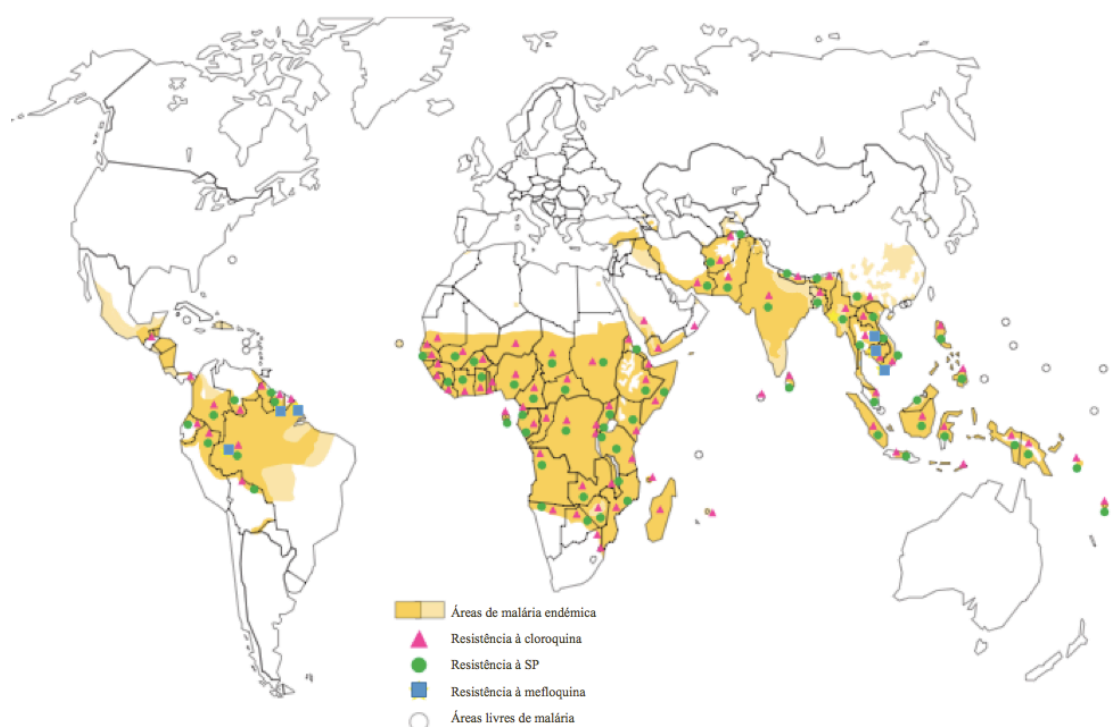 Áreas de malária endémica
Resistência à cloroquina
Resistência à SP
Resistência à mefloquina
Áreas livres de malária